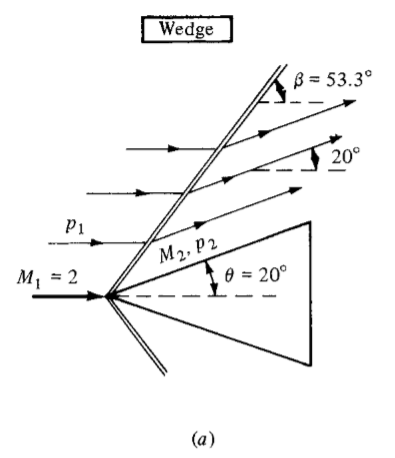 Wedge
β = 53.3°
20°
p₁
M₂, p₂
M₁ = 2
θ = 20°
(a)